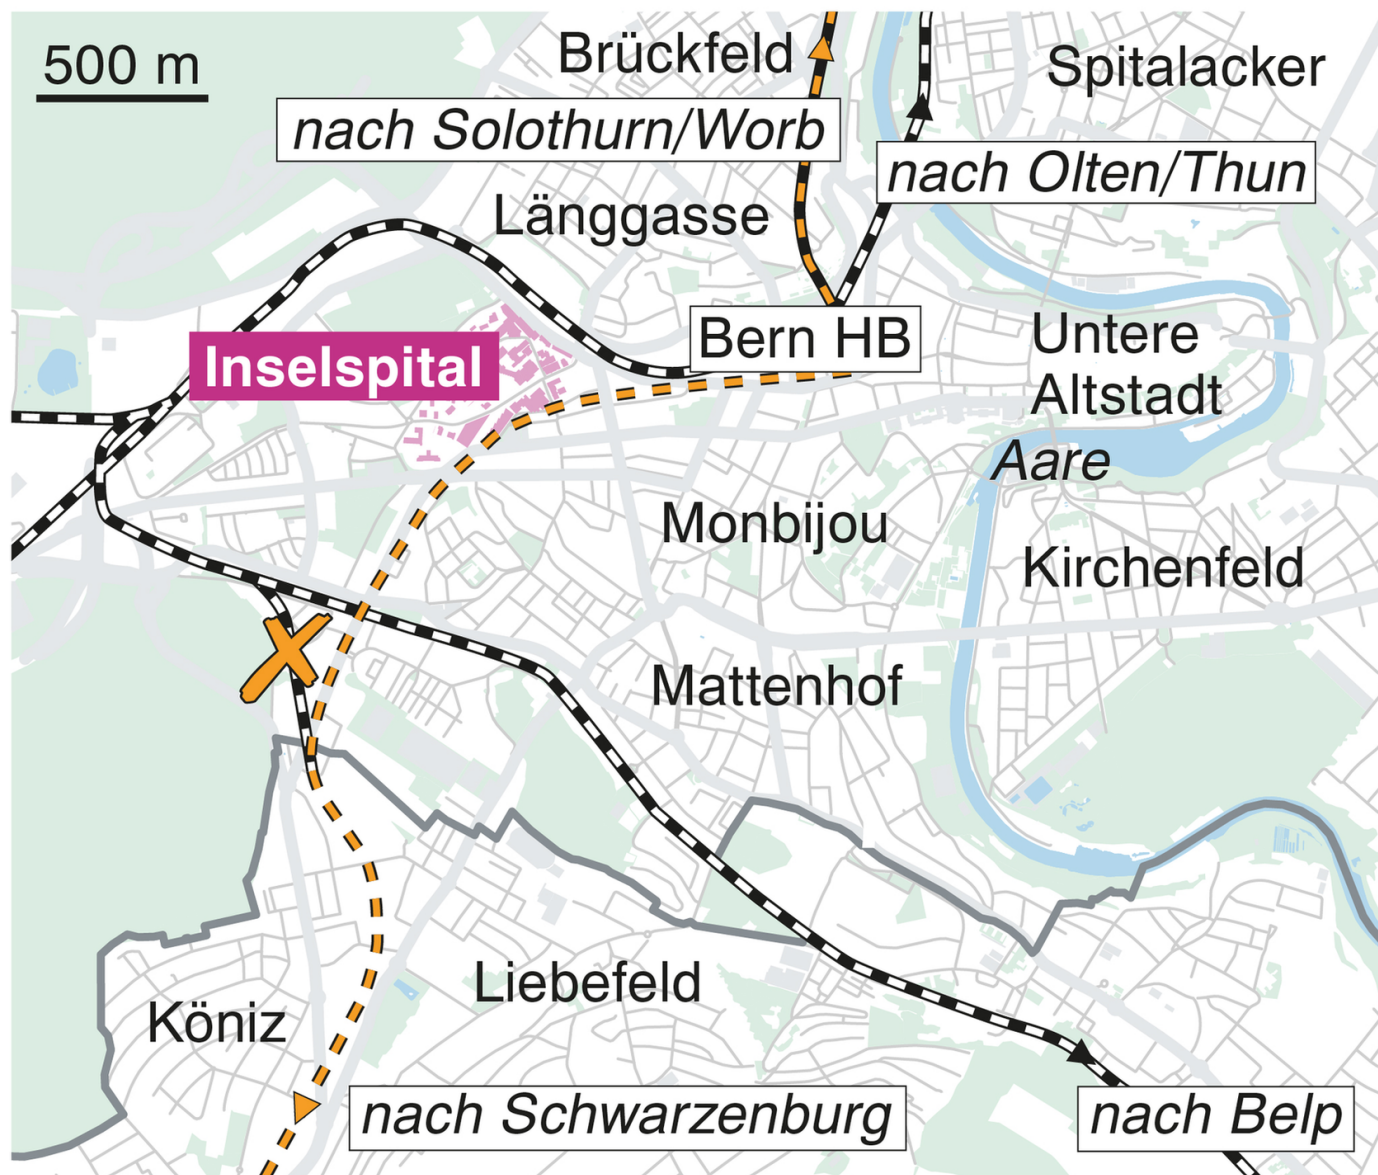 500 m
Brückfeld
Spitalacker
nach Solothurn/Worb
nach Olten/Thun
Länggasse
Bern HB
Untere
Altstadt
Inselspital
Aare
Monbijou
Kirchenfeld
Mattenhof
Liebefeld
Köniz
nach Schwarzenburg
nach Belp